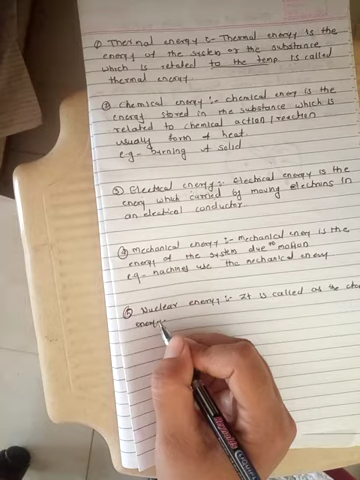 ① Thermal energy :- Thermal energy is the
energy of the system or the substance
which is related to the temp is called
thermal energy
② Chemical energy :- chemical energy is the
energy stored in the substance which is
related to chemical action/reaction
usually form of heat.
e.g - Burning of solid
③ Electrical energy :- Electrical energy is the
energy which carried by moving electrons in
an electrical conductor
④ Mechanical energy :- Mechanical energy is the
energy of the system due to motion
e.g - machines use the mechanical energy
⑤ Nuclear energy :- It is called as the
energy